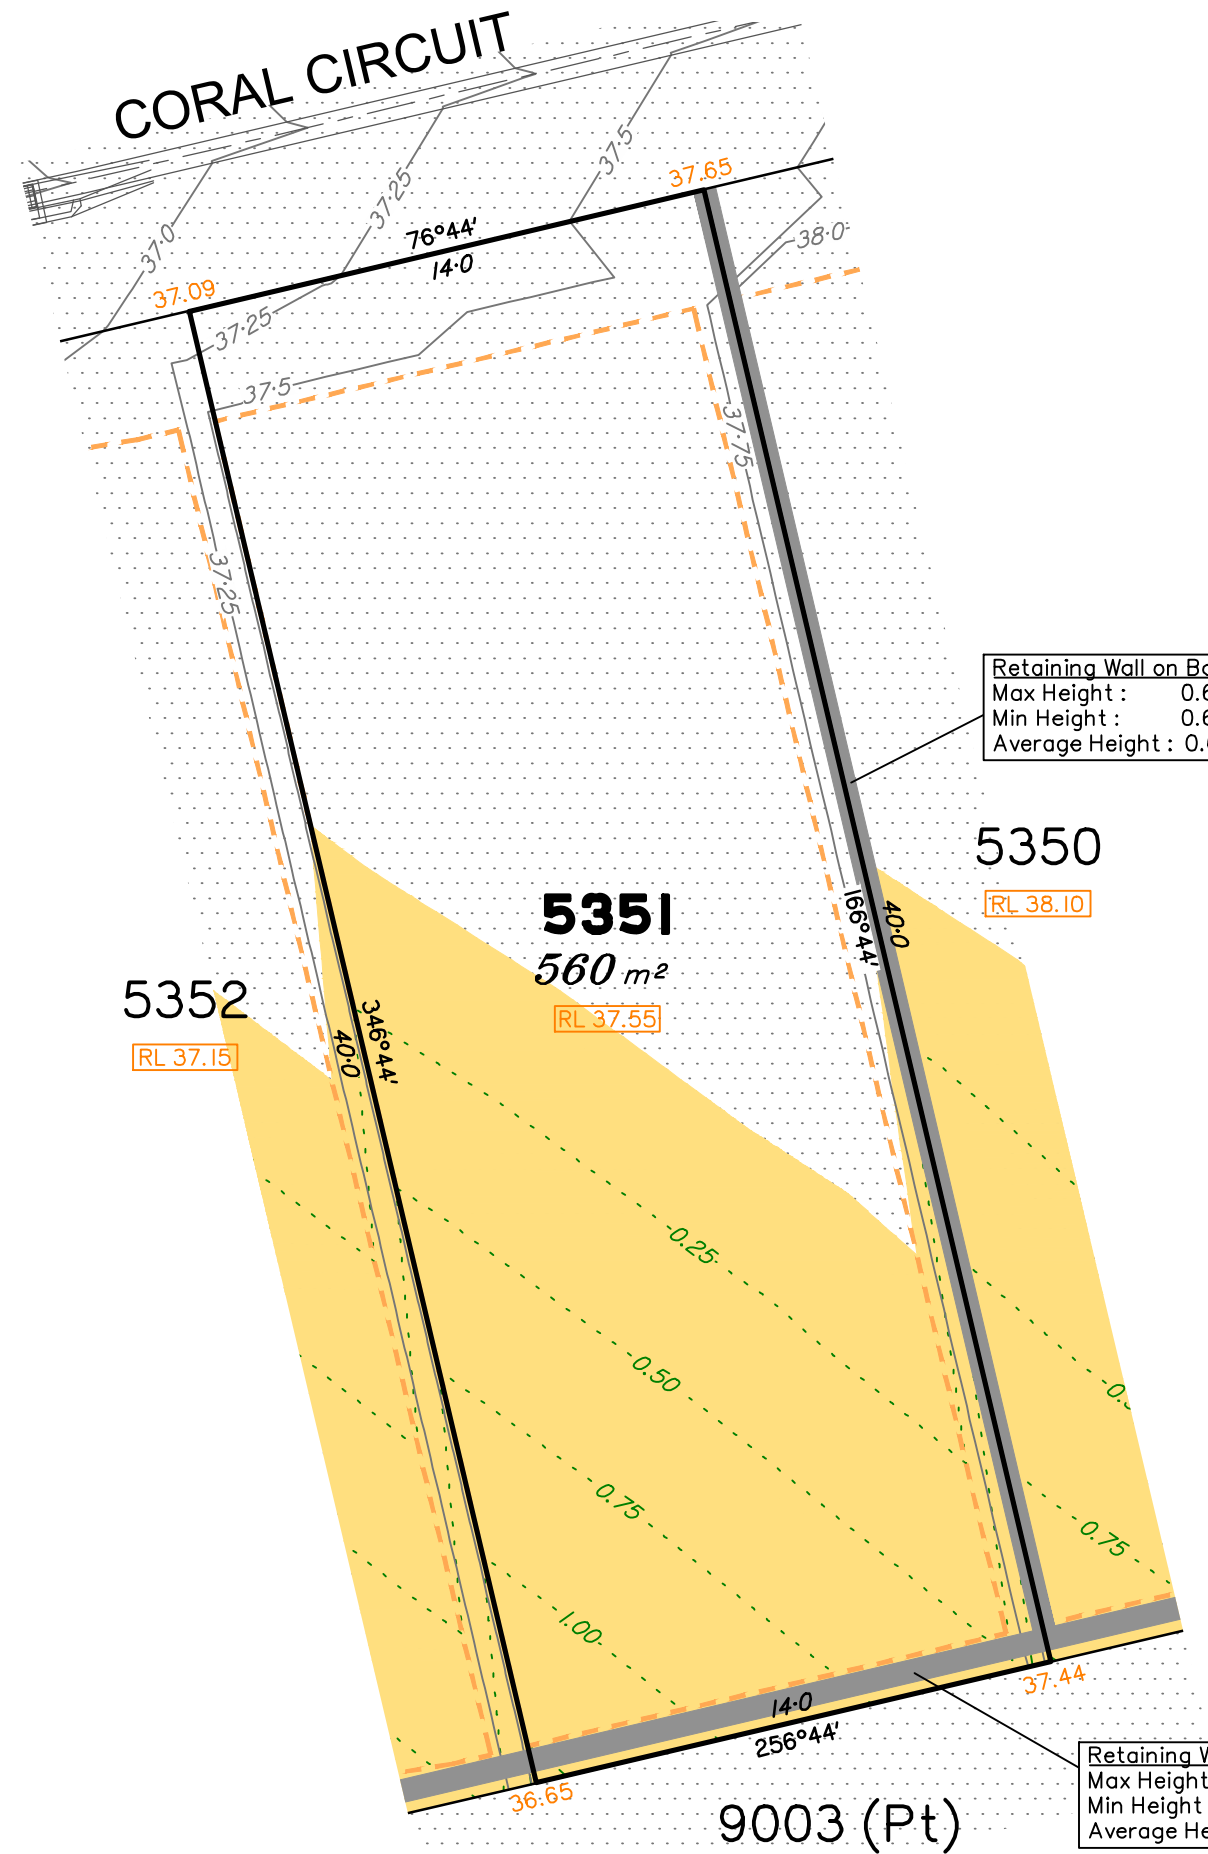 CORAL CIRCUIT
37·5
37.65
37·25
37·0
76°44'
14·0
38·0
37.09
37·25
37·5
37·75
37·25
Retaining Wall on
Max Height :
Min Height :
Average Height :
5350
RL 38.10
166°44'
40·0
5351
560 m²
RL 37.55
5352
RL 37.15
346°44'
40·0
0.25
0.50
0.75
0.75
1.00
14·0
256°44'
37.44
36.65
Retaining
Max Height
Min Height
Average
9003 (Pt)